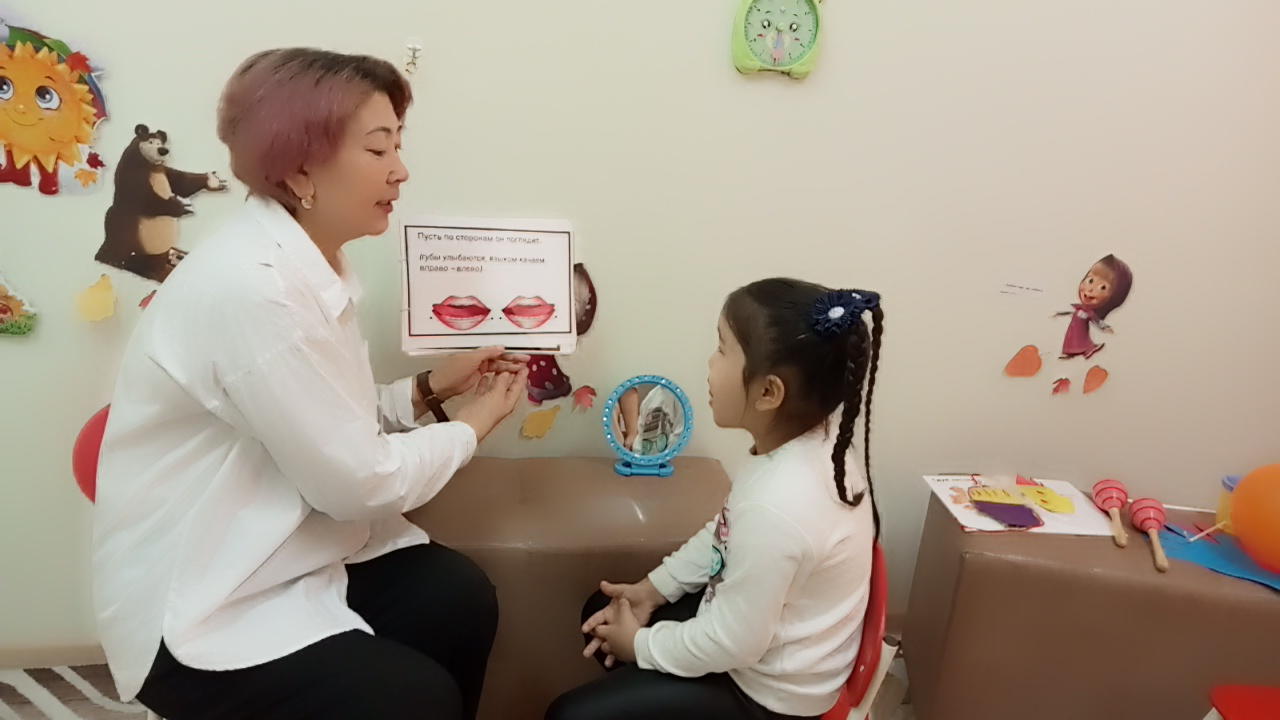 Пусть по сторонам он поглядит.
(губы улыбаются, языком качаем
вправо - влево)